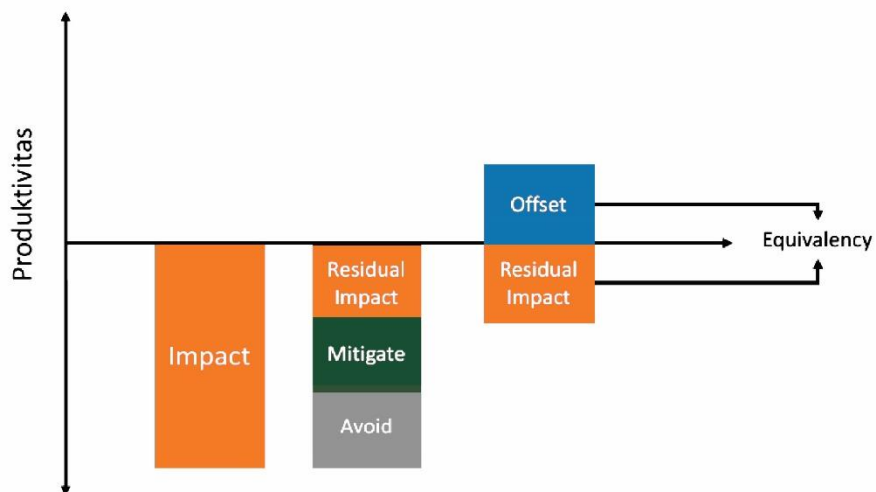 Produktivitas
Impact
Residual
Impact
Mitigate
Avoid
Offset
Residual
Impact
Equivalency